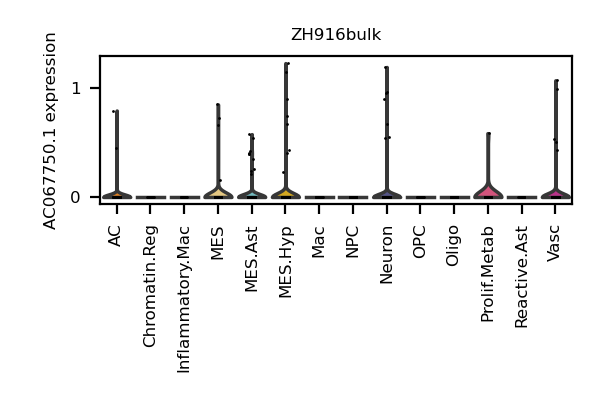 ZH916bulk
AC067750.1 expression
1
0
AC
Chromatin.Reg
Inflammatory.Mac
MES
MES.Ast
MES.Hyp
Mac
NPC
Neuron
OPC
Oligo
Prolif.Metab
Reactive.Ast
Vasc